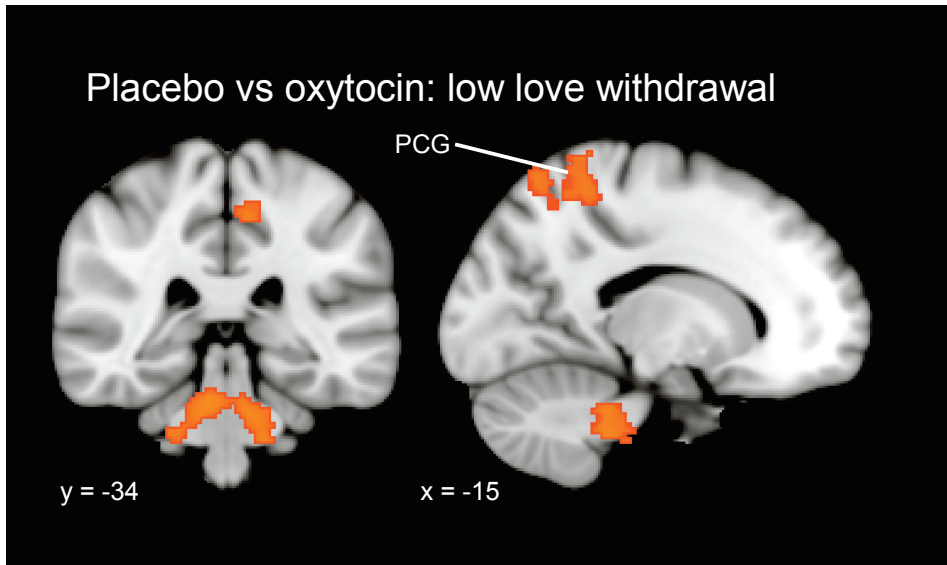 Placebo vs oxytocin: low love withdrawal
PCG
y = -34
x = -15